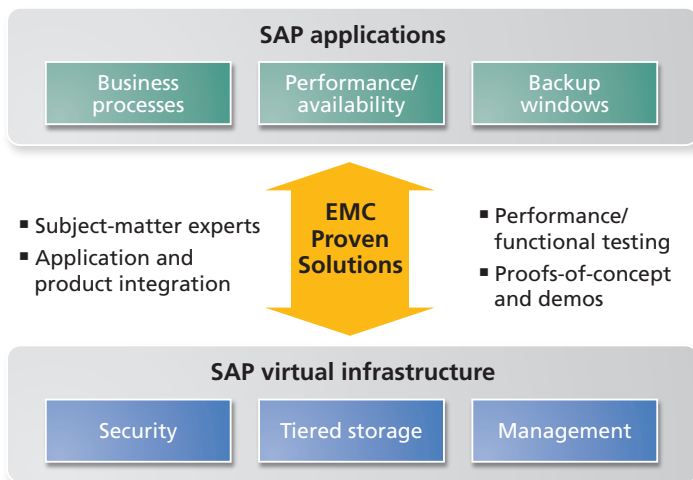 SAP applications
Business
processes
Performance/
availability
Backup
windows
▪ Subject-matter experts
▪ Application and
product integration
EMC
Proven
Solutions
▪ Performance/
functional testing
▪ Proofs-of-concept
and demos
SAP virtual infrastructure
Security
Tiered storage
Management